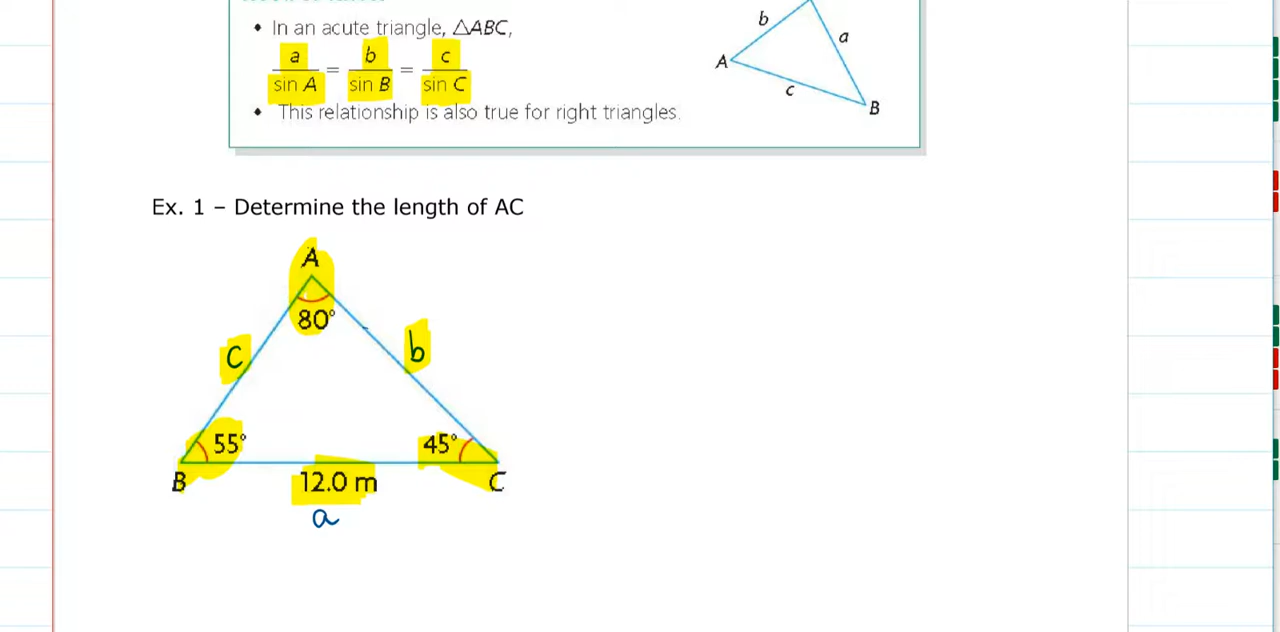 • In an acute triangle, △ABC,
a/sin A = b/sin B = c/sin C
• This relationship is also true for right triangles.
b
a
A
c
B
Ex. 1 – Determine the length of AC
A
80°
c
b
55°
45°
B
12.0 m
C
a